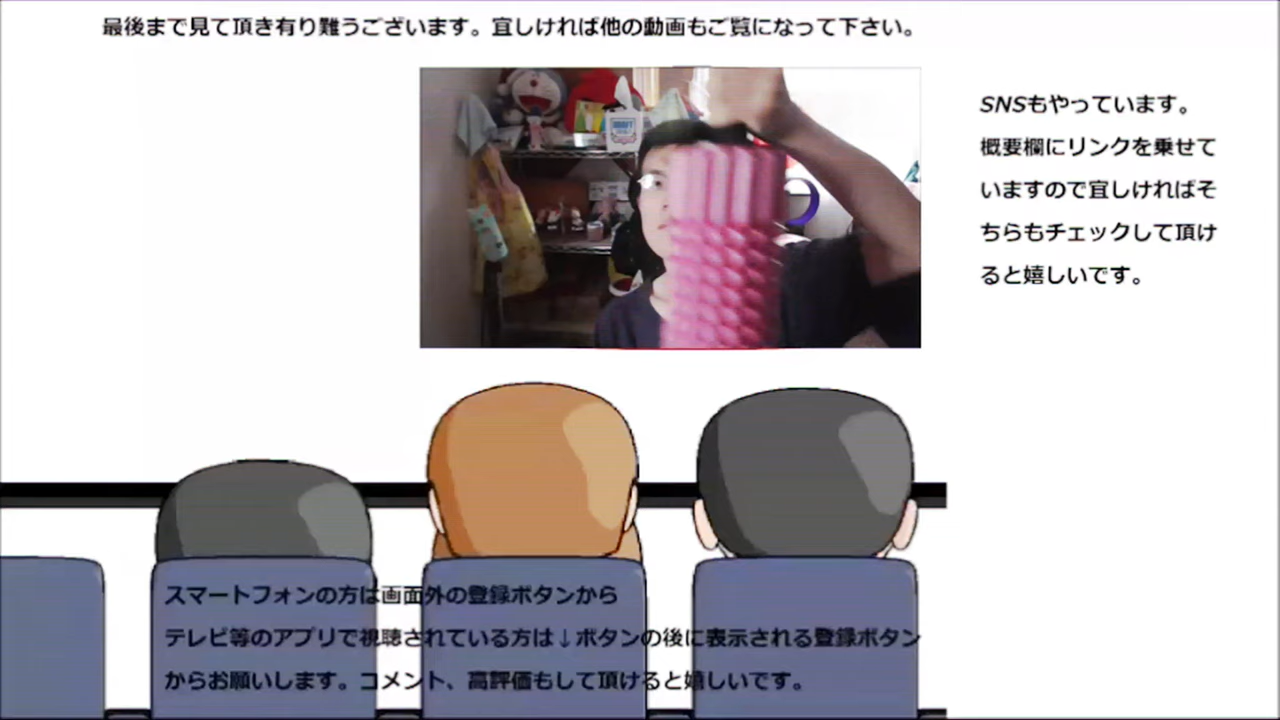 最後まで見て頂き有り難うございます。宜しければ他の動画もご覧になって下さい。
SNSもやっています。
概要欄にリンクを乗せて
いますので宜しければそ
ちらもチェックして頂け
ると嬉しいです。
スマートフォンの方は画面外の登録ボタンから
テレビ等のアプリで視聴されている方は↓ボタンの後に表示される登録ボタン
からお願いします。コメント、高評価もして頂けると嬉しいです。